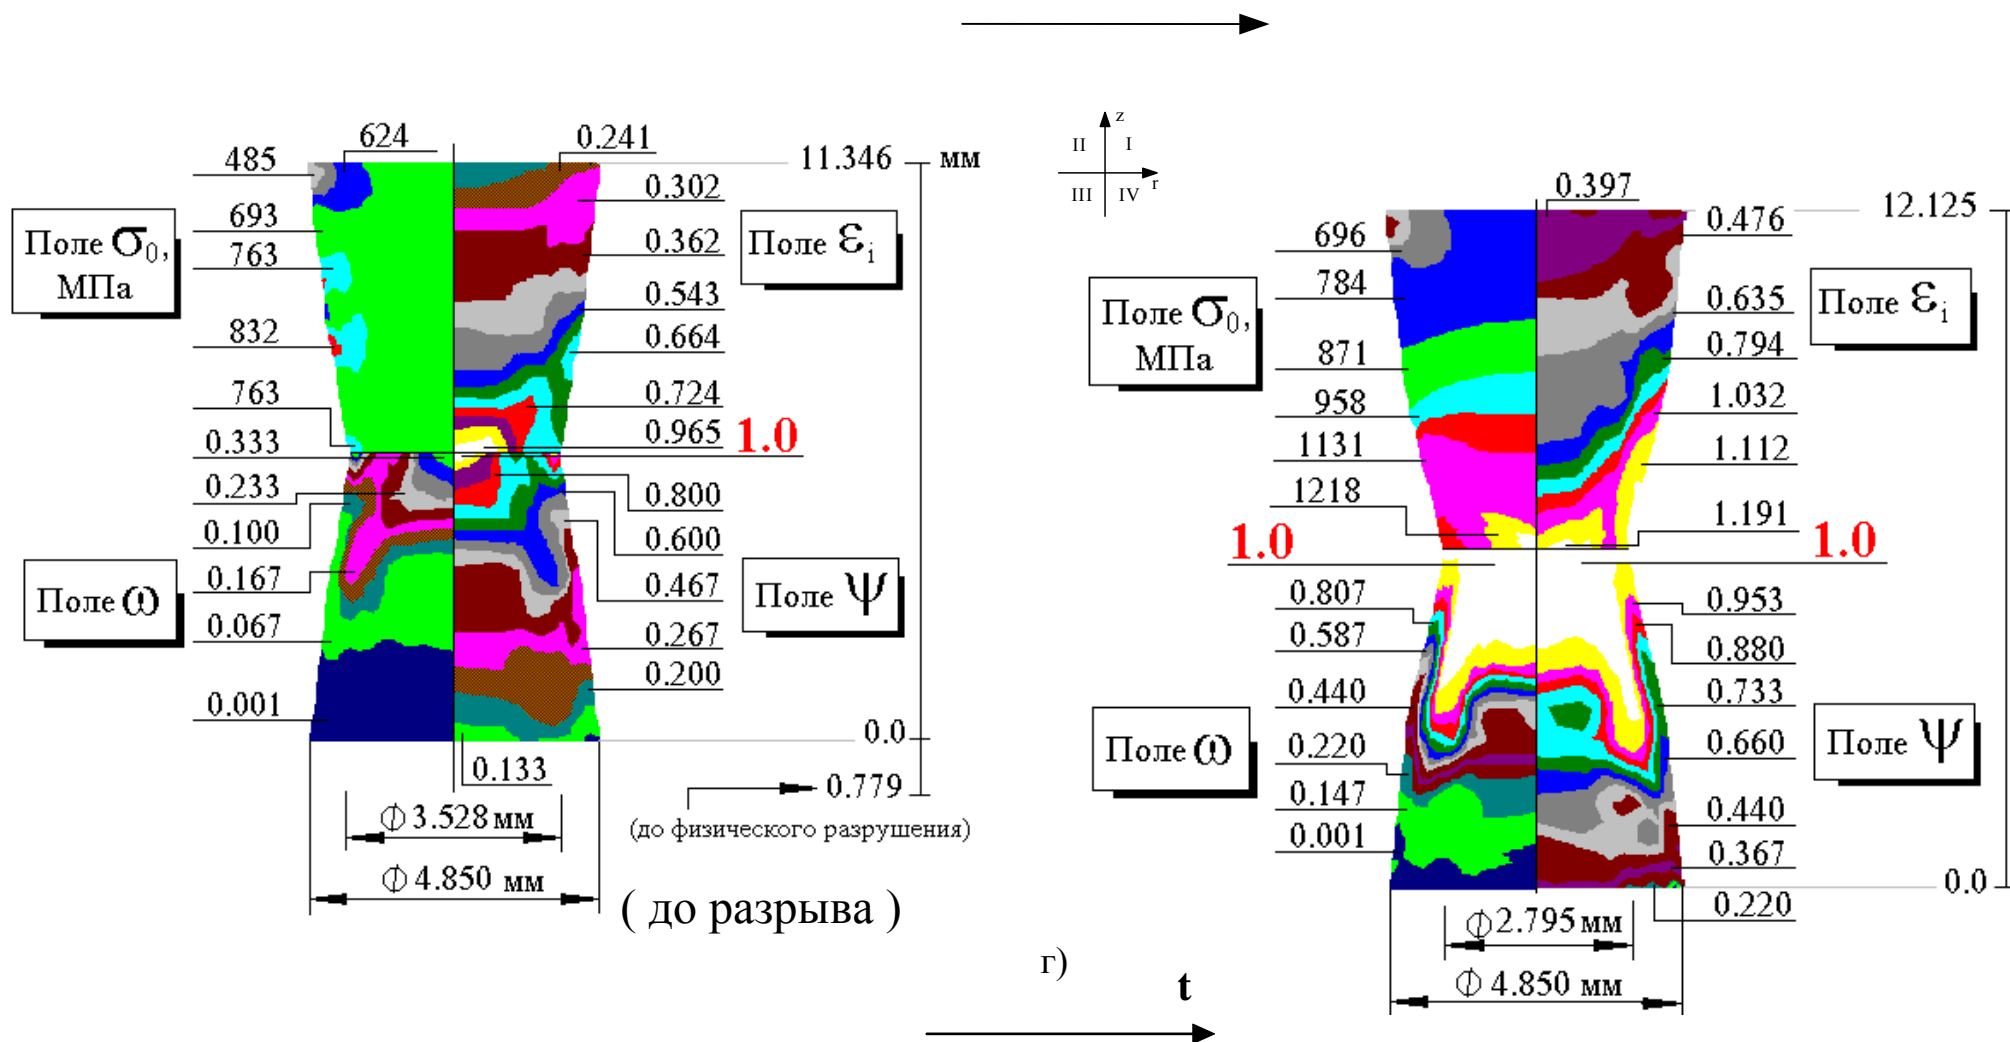 624
0.241
485
11.346
мм
0.302
693
Поле σ₀,
МПа
763
0.362
Поле εᵢ
0.543
832
0.664
763
0.724
0.333
0.965
1.0
0.233
0.800
0.100
0.600
0.167
0.467
Поле ω
Поле ψ
0.067
0.267
0.200
0.001
0.0
0.133
0.779
(до физического разрушения)
Ф 3.528 мм
Ф 4.850 мм
( до разрыва )
z
II
I
r
III
IV
0.397
12.125
0.476
696
784
Поле σ₀,
МПа
0.635
Поле εᵢ
871
0.794
958
1.032
1131
1.112
1218
1.191
1.0
1.0
0.807
0.953
0.587
0.880
0.440
0.733
Поле ω
0.220
0.660
Поле ψ
0.147
0.440
0.001
0.367
0.0
0.220
Ф 2.795 мм
Ф 4.850 мм
г)
t